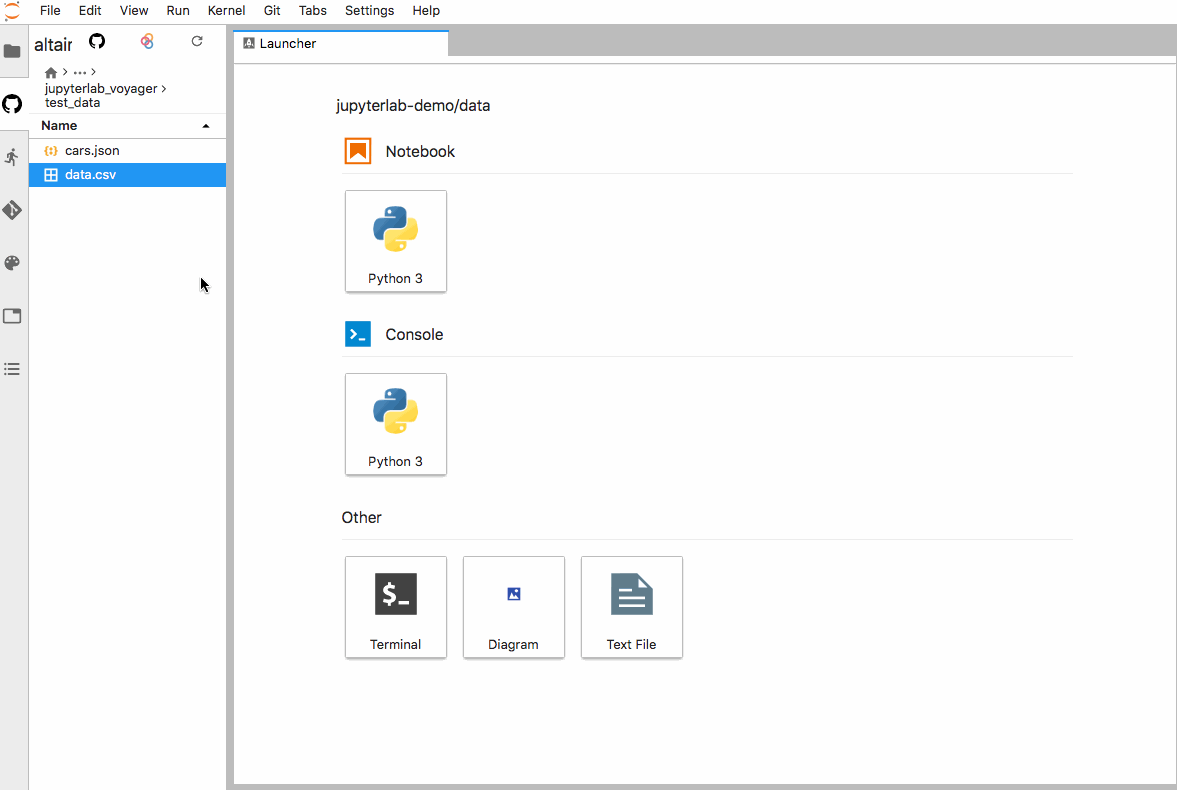 File Edit View Run Kernel Git Tabs Settings Help
altair
jupyterlab_voyager
test_data
Name
cars.json
data.csv
Launcher
jupyterlab-demo/data
Notebook
Python 3
Console
Python 3
Other
$_
Terminal Diagram Text File